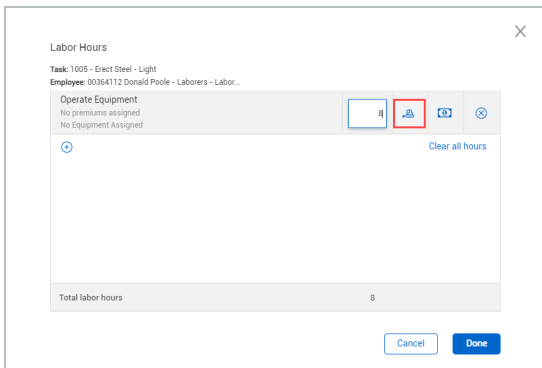 Labor Hours
Task: 1005 - Erect Steel - Light
Employee: 00364112 Donald Poole - Laborers - Labor...
Operate Equipment
No premiums assigned
No Equipment Assigned
8
Clear all hours
Total labor hours 8
Cancel Done